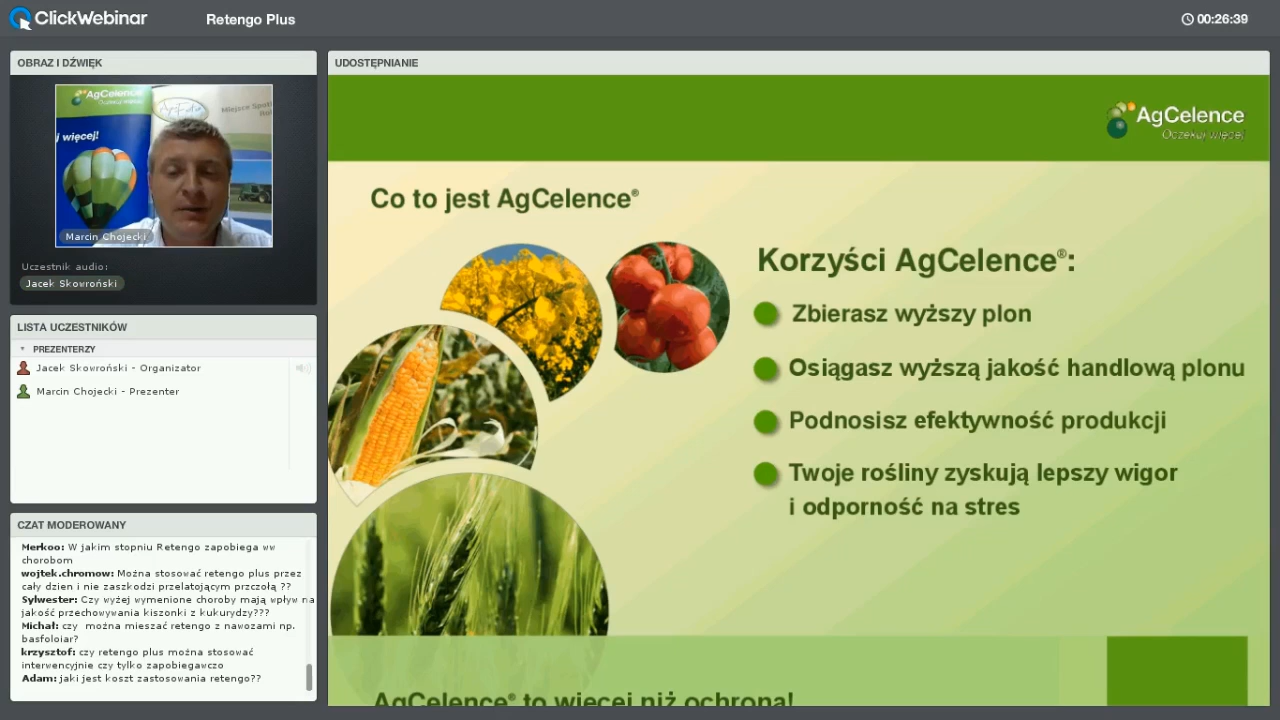 ClickWebinar
Retengo Plus
00:26:39
OBRAZ I DŹWIĘK
AgCelence
Oczekuj więcej
Miejsce Spot
j więcej!
Marcin Chojecki
Uczestnik audio:
Jacek Skowroński
LISTA UCZESTNIKÓW
PREZENTERZY
Jacek Skowroński - Organizator
Marcin Chojecki - Prezenter
CZAT MODEROWANY
Merkoo: W jakim stopniu Retengo zapobiega ww
chorobom
wojtek.chromow: Można stosować retengo plus przez
cały dzien i nie zaszkodzi przelatojącym przczołą ??
Sylwester: Czy wyżej wymenione choroby mają wpływ na
jakość przechowywania kiszonki z kukurydzy???
Michał: czy można mieszać retengo z nawozami np.
basfoloiar?
krzysztof: czy retengo plus można stosować
interwencyjnie czy tylko zapobiegawczo
Adam: jaki jest koszt zastosowania retengo??
UDOSTĘPNIANIE
AgCelence
Oczekuj więcej
Co to jest AgCelence®
Korzyści AgCelence®:
Zbierasz wyższy plon
Osiągasz wyższą jakość handlową plonu
Podnosisz efektywność produkcji
Twoje rośliny zyskują lepszy wigor
i odporność na stres
AgCelence® to więcej niż ochrona!